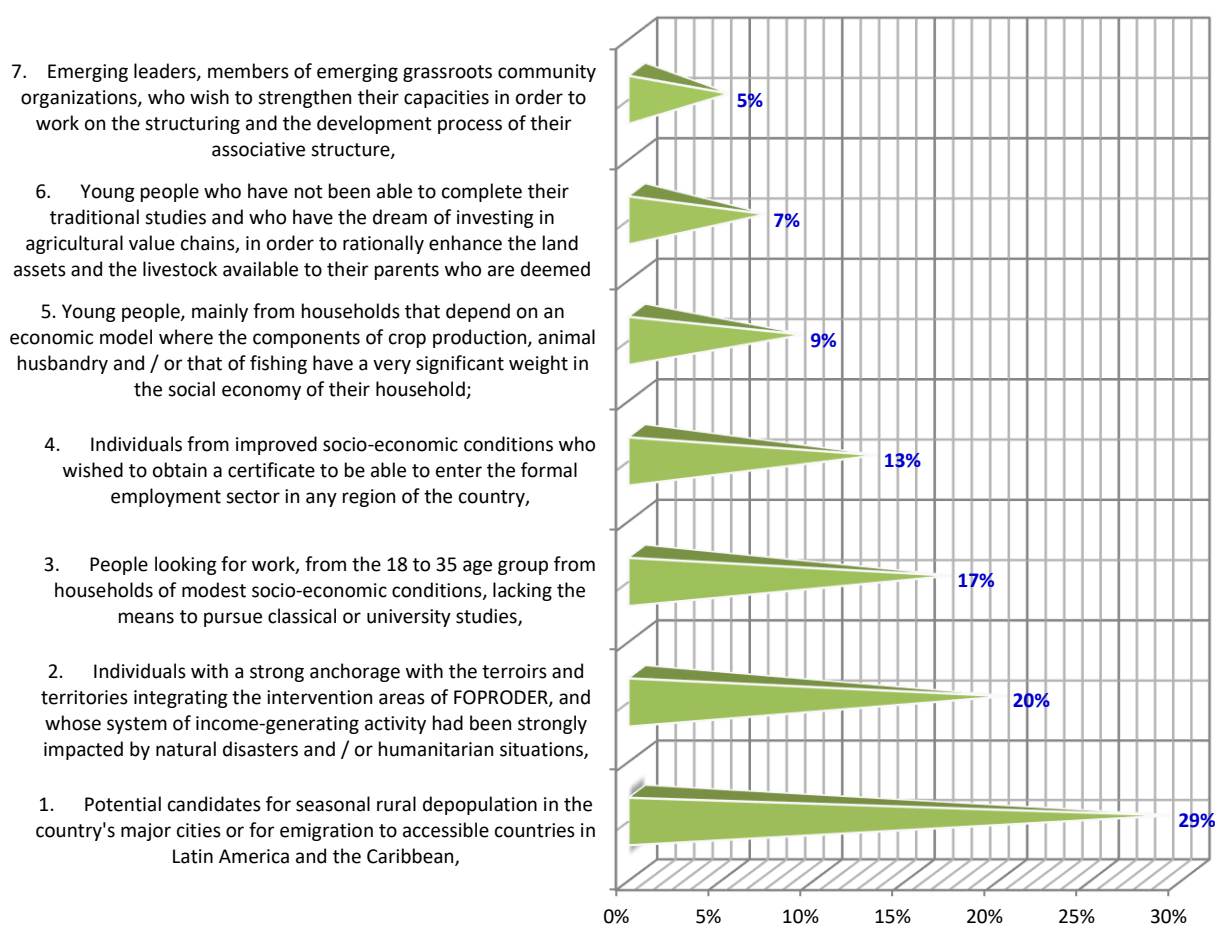 7. Emerging leaders, members of emerging grassroots community
organizations, who wish to strengthen their capacities in order to
work on the structuring and the development process of their
associative structure,
5%
6. Young people who have not been able to complete their
traditional studies and who have the dream of investing in
agricultural value chains, in order to rationally enhance the land
assets and the livestock available to their parents who are deemed
7%
5. Young people, mainly from households that depend on an
economic model where the components of crop production, animal
husbandry and / or that of fishing have a very significant weight in
the social economy of their household;
9%
4. Individuals from improved socio-economic conditions who
wished to obtain a certificate to be able to enter the formal
employment sector in any region of the country,
13%
3. People looking for work, from the 18 to 35 age group from
households of modest socio-economic conditions, lacking the
means to pursue classical or university studies,
17%
2. Individuals with a strong anchorage with the terroirs and
territories integrating the intervention areas of FOPRODER, and
whose system of income-generating activity had been strongly
impacted by natural disasters and / or humanitarian situations,
20%
1. Potential candidates for seasonal rural depopulation in the
country's major cities or for emigration to accessible countries in
Latin America and the Caribbean,
29%
0% 5% 10% 15% 20% 25% 30%